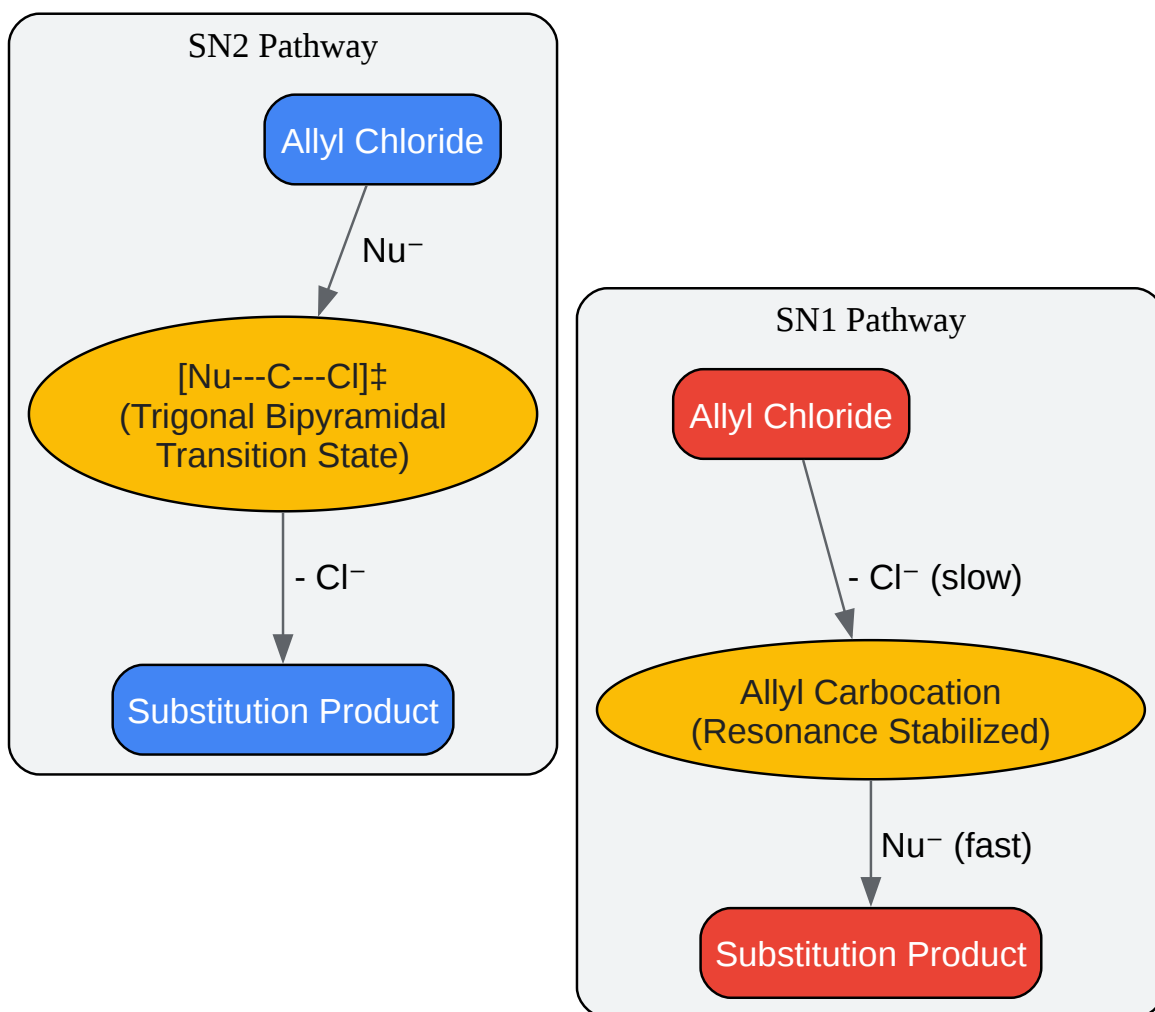 SN2 Pathway
Allyl Chloride
Nu⁻
[Nu---C---Cl]‡
(Trigonal Bipyramidal
Transition State)
- Cl⁻
Substitution Product
SN1 Pathway
Allyl Chloride
- Cl⁻ (slow)
Allyl Carbocation
(Resonance Stabilized)
Nu⁻ (fast)
Substitution Product